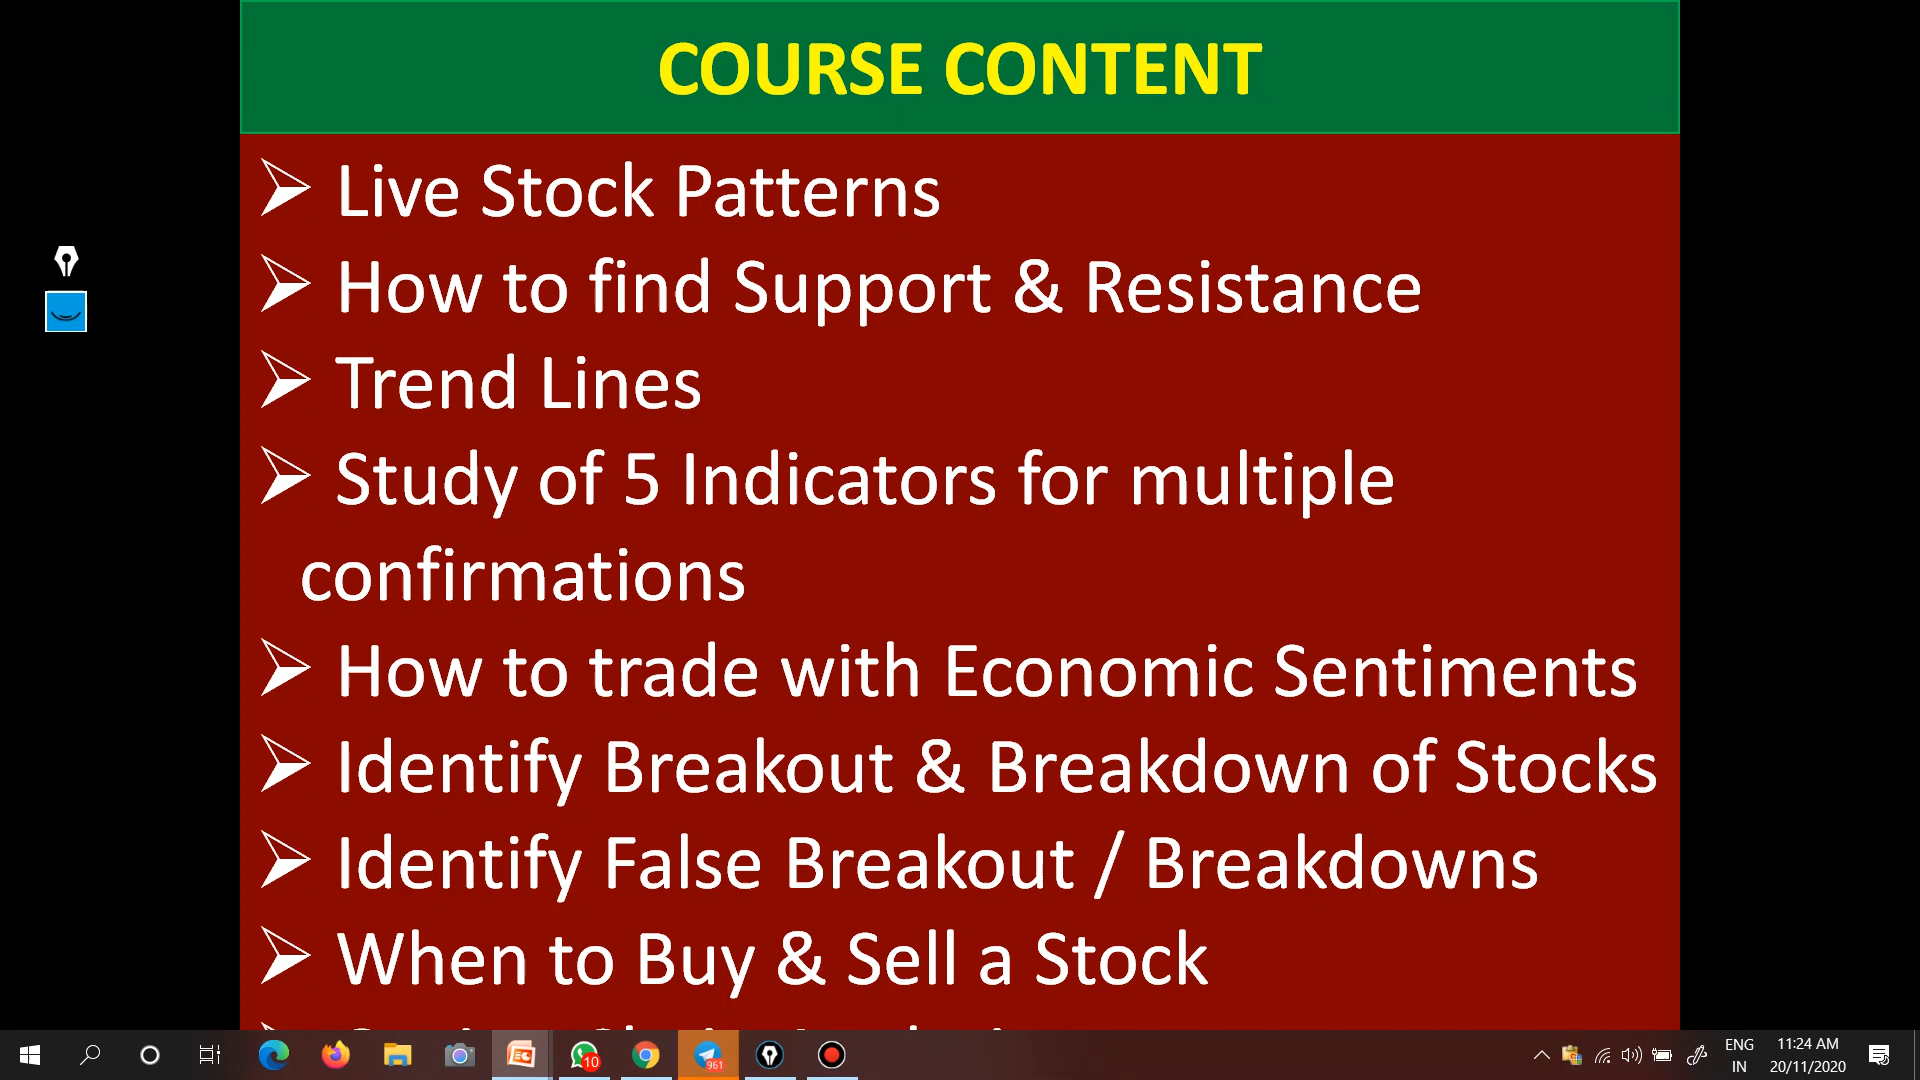 COURSE CONTENT
Live Stock Patterns
How to find Support & Resistance
Trend Lines
Study of 5 Indicators for multiple
confirmations
How to trade with Economic Sentiments
Identify Breakout & Breakdown of Stocks
Identify False Breakout / Breakdowns
When to Buy & Sell a Stock
10
961
ENG
IN
11:24 AM
20/11/2020